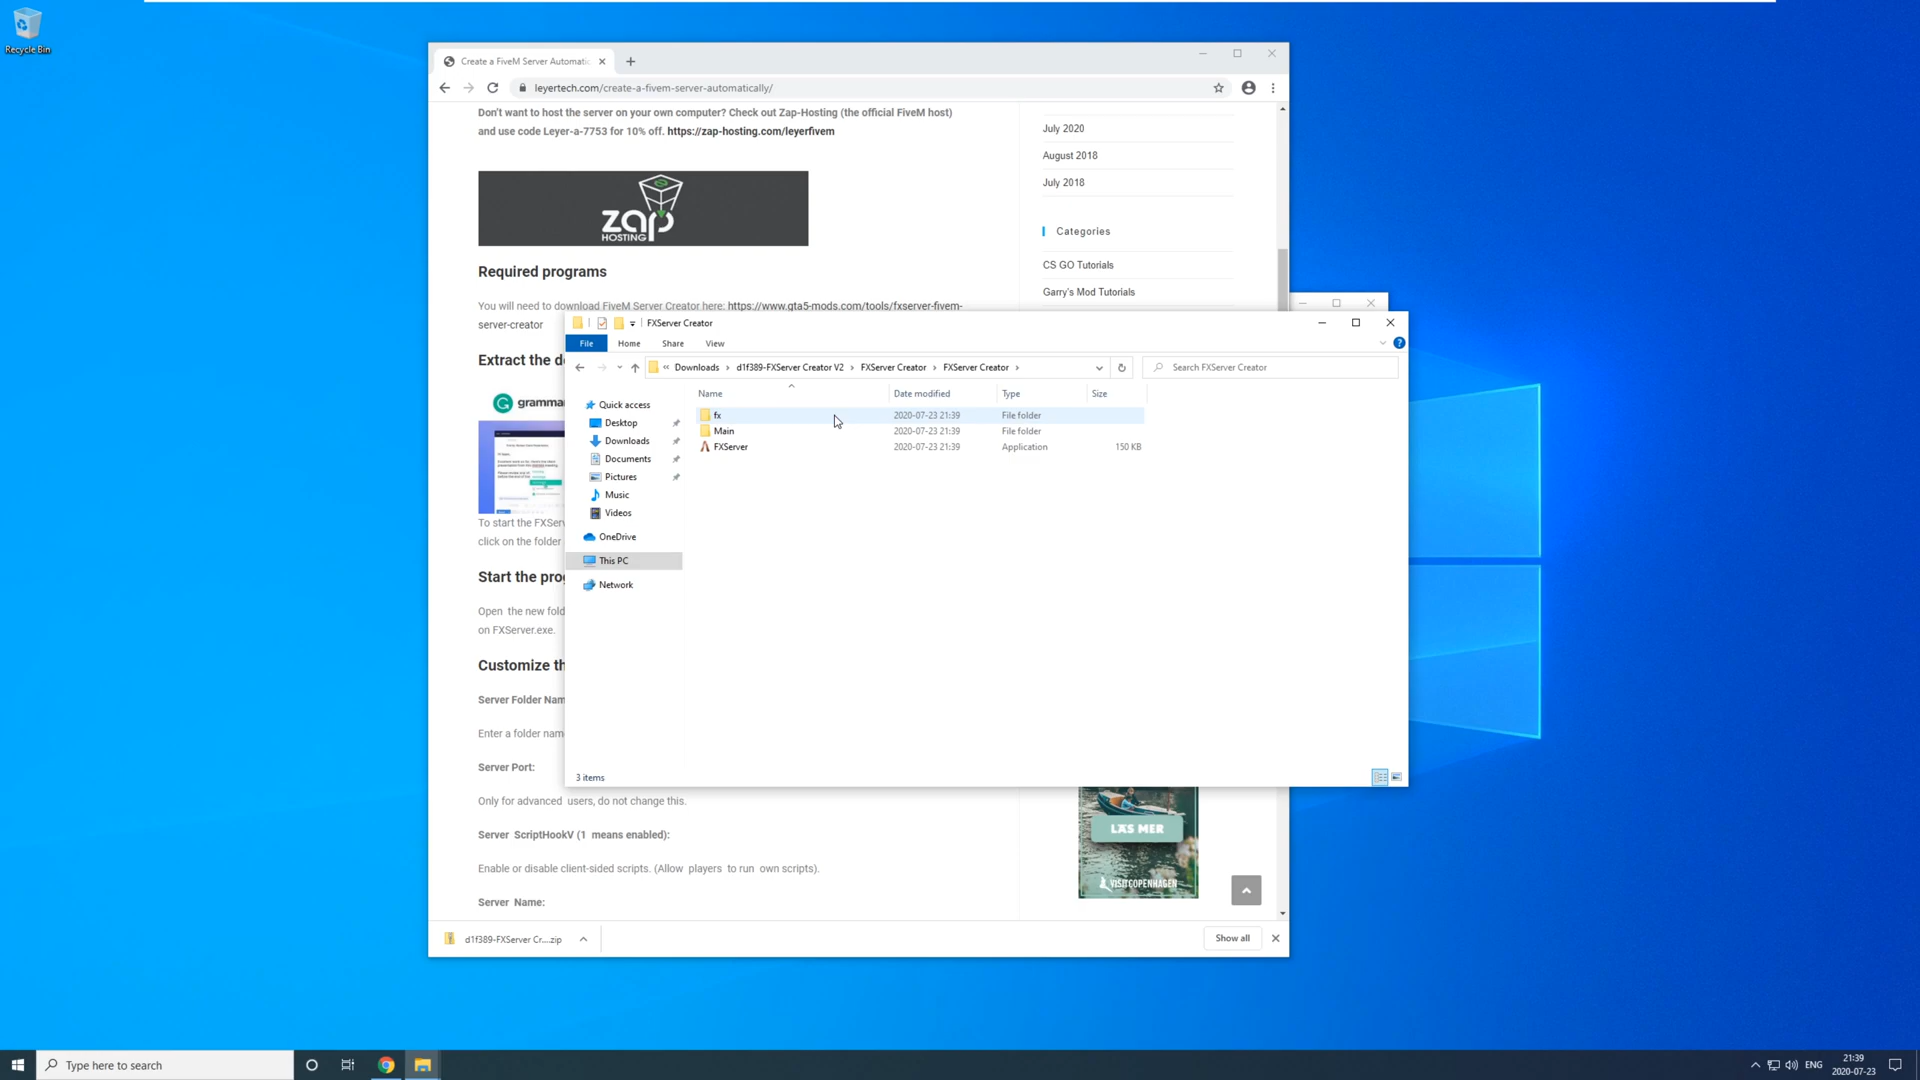 Recycle Bin
Create a FiveM Server Automatic
leyertech.com/create-a-fivem-server-automatically/
Don't want to host the server on your own computer? Check out Zap-Hosting (the official FiveM host)
and use code Leyer-a-7753 for 10% off. https://zap-hosting.com/leyerfivem
zap
HOSTING
Required programs
You will need to download FiveM Server Creator here: https://www.gta5-mods.com/tools/fxserver-fivem-
server-creator
Extract the d
gramma
To start the FXServ
click on the folder
Start the pro
Open the new fold
on FXServer.exe.
Customize th
Server Folder Nam
Enter a folder nam
Server Port:
Only for advanced users, do not change this.
Server ScriptHookV (1 means enabled):
Enable or disable client-sided scripts. (Allow players to run own scripts).
Server Name:
July 2020
August 2018
July 2018
Categories
CS GO Tutorials
Garry's Mod Tutorials
LÄS MER
VISITCOPENHAGEN
FXServer Creator
File Home Share View
« Downloads › d1f389-FXServer Creator V2 › FXServer Creator › FXServer Creator ›
Search FXServer Creator
Name Date modified Type Size
fx 2020-07-23 21:39 File folder
Main 2020-07-23 21:39 File folder
FXServer 2020-07-23 21:39 Application 150 KB
Quick access
Desktop
Downloads
Documents
Pictures
Music
Videos
OneDrive
This PC
Network
3 items
d1f389-FXServer Cr....zip
Show all
Type here to search
ENG
21:39
2020-07-23